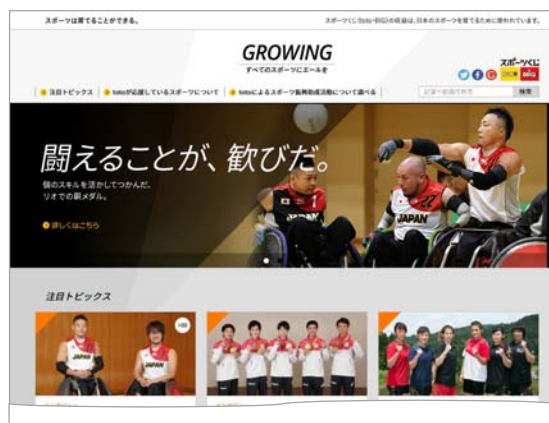 スポーツは育てることができる。
スポーツくじ(toto・BIG)の収益は、日本のスポーツを育てるために使われています。
GROWING
すべてのスポーツにエールを
スポーツくじ
BIG
注目トピックス
totoが応援しているスポーツについて
totoによるスポーツ振興助成活動について調べる
検索
闘えることが、歓びだ。
個のスキルを活かしてつかんだ、
リオでの銅メダル。
詳しくはこちら
JAPAN
1
JAPAN
22
JAPAN
注目トピックス
JAPAN
JAPAN